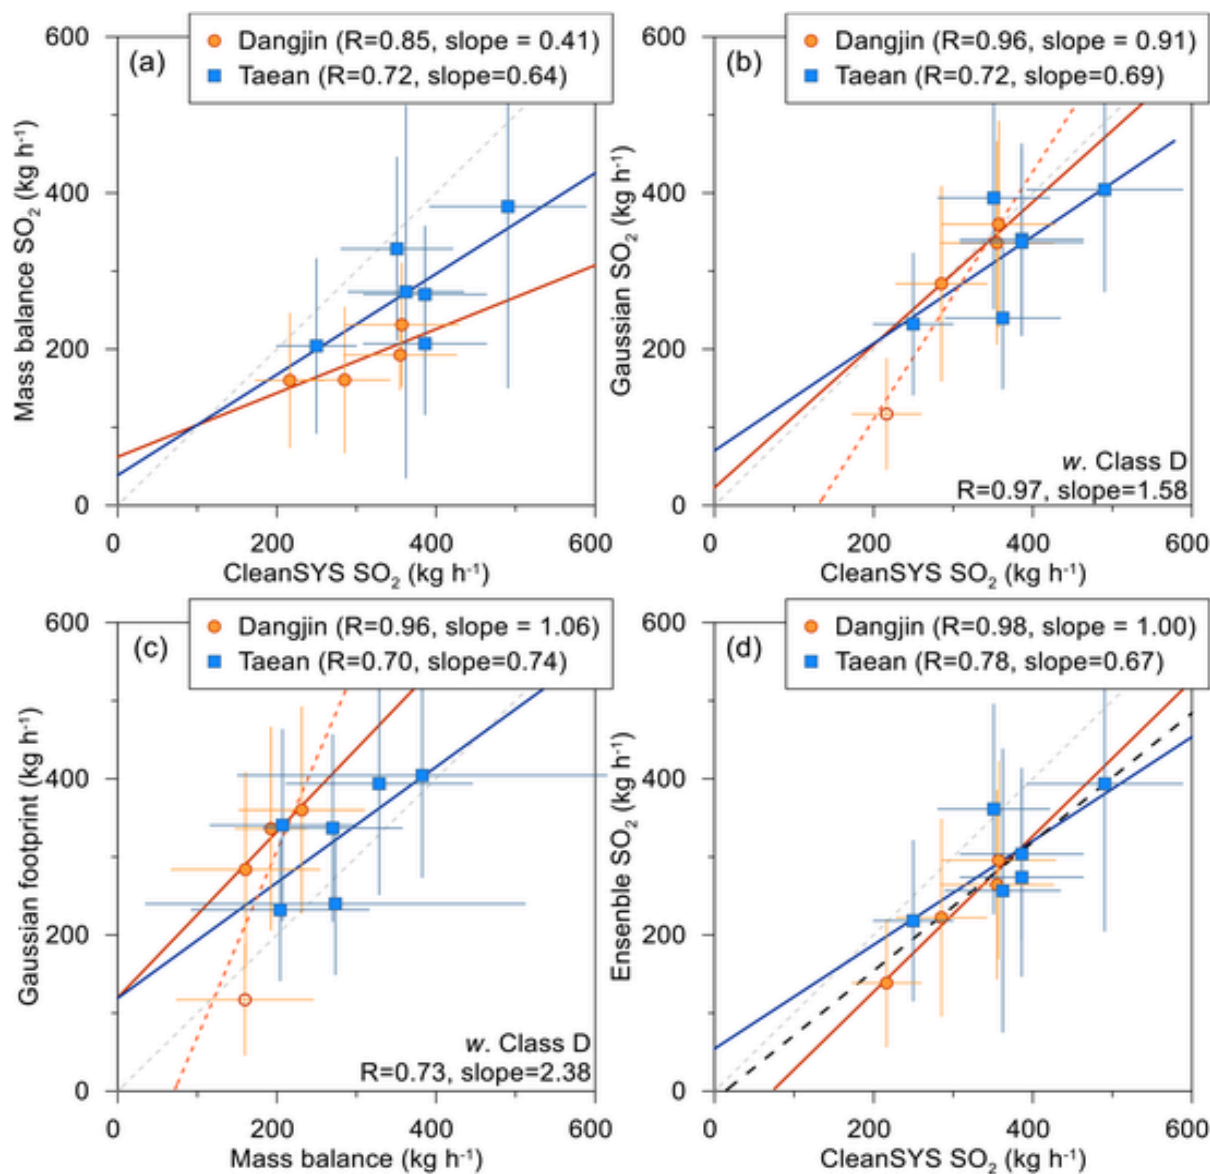 Dangjin (R=0.85, slope = 0.41)
Taean (R=0.72, slope=0.64)
(a)
600
400
200
0
Mass balance SO₂ (kg h⁻¹)
0 200 400 600
CleanSYS SO₂ (kg h⁻¹)
Dangjin (R=0.96, slope = 0.91)
Taean (R=0.72, slope=0.69)
(b)
600
400
200
0
Gaussian SO₂ (kg h⁻¹)
w. Class D
R=0.97, slope=1.58
0 200 400 600
CleanSYS SO₂ (kg h⁻¹)
Dangjin (R=0.96, slope = 1.06)
Taean (R=0.70, slope=0.74)
(c)
600
400
200
0
Gaussian footprint (kg h⁻¹)
w. Class D
R=0.73, slope=2.38
0 200 400 600
Mass balance (kg h⁻¹)
Dangjin (R=0.98, slope = 1.00)
Taean (R=0.78, slope=0.67)
(d)
600
400
200
0
Ensenble SO₂ (kg h⁻¹)
0 200 400 600
CleanSYS SO₂ (kg h⁻¹)